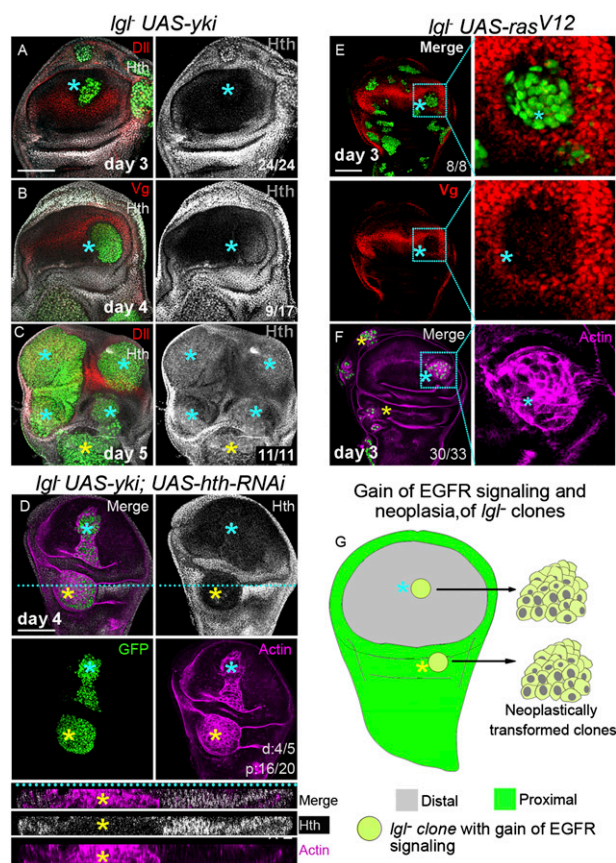 lgl- UAS-yki
A
Dll
Hth
day 3
Hth
24/24
B
Vg
Hth
day 4
Hth
9/17
C
Dll
Hth
day 5
Hth
11/11
lgl- UAS-yki; UAS-hth-RNAi
D Merge
day 4
Hth
GFP
Actin
d:4/5
p:16/20
Merge
Hth
Actin
lgl- UAS-rasV12
E Merge
day 3
8/8
Vg
F Merge
day 3
30/33
Actin
Gain of EGFR signaling and
neoplasia,of lgl- clones
G
Neoplastically
transformed clones
Distal
Proximal
lgl- clone with gain of EGFR
signaling